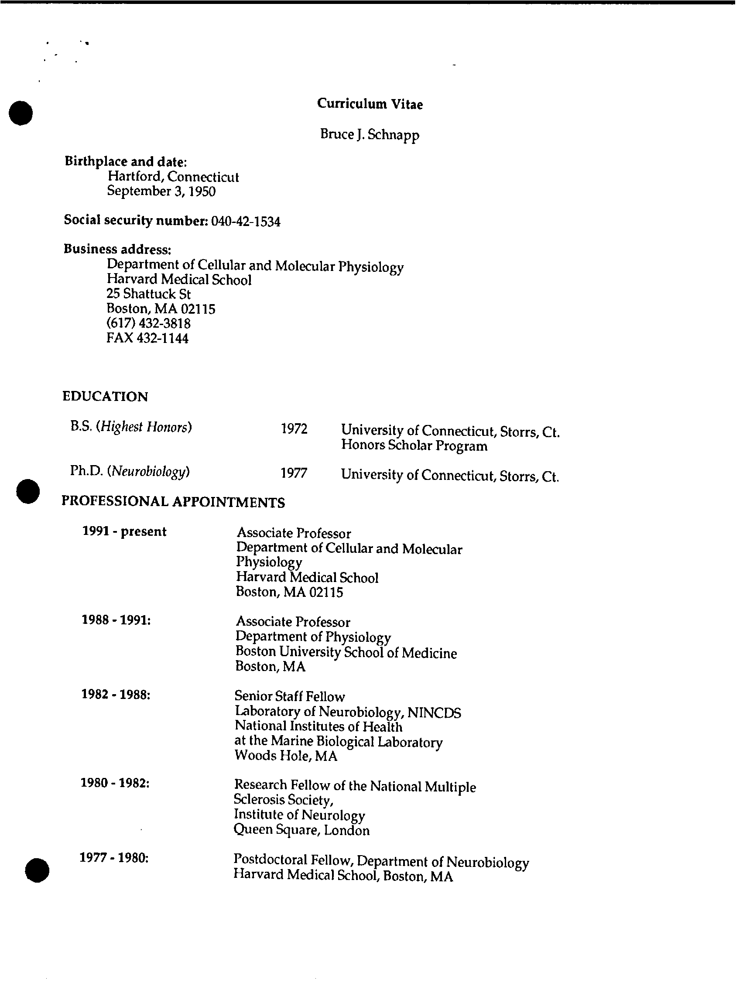 Curriculum Vitae
Bruce J. Schnapp
Birthplace and date:
Hartford, Connecticut
September 3, 1950
Social security number: 040-42-1534
Business address:
Department of Cellular and Molecular Physiology
Harvard Medical School
25 Shattuck St
Boston, MA 02115
(617) 432-3818
FAX 432-1144
EDUCATION
B.S. (Highest Honors) 1972 University of Connecticut, Storrs, Ct.
Honors Scholar Program
Ph.D. (Neurobiology) 1977 University of Connecticut, Storrs, Ct.
PROFESSIONAL APPOINTMENTS
1991 - present Associate Professor
Department of Cellular and Molecular
Physiology
Harvard Medical School
Boston, MA 02115
1988 - 1991: Associate Professor
Department of Physiology
Boston University School of Medicine
Boston, MA
1982 - 1988: Senior Staff Fellow
Laboratory of Neurobiology, NINCDS
National Institutes of Health
at the Marine Biological Laboratory
Woods Hole, MA
1980 - 1982: Research Fellow of the National Multiple
Sclerosis Society,
Institute of Neurology
Queen Square, London
1977 - 1980: Postdoctoral Fellow, Department of Neurobiology
Harvard Medical School, Boston, MA